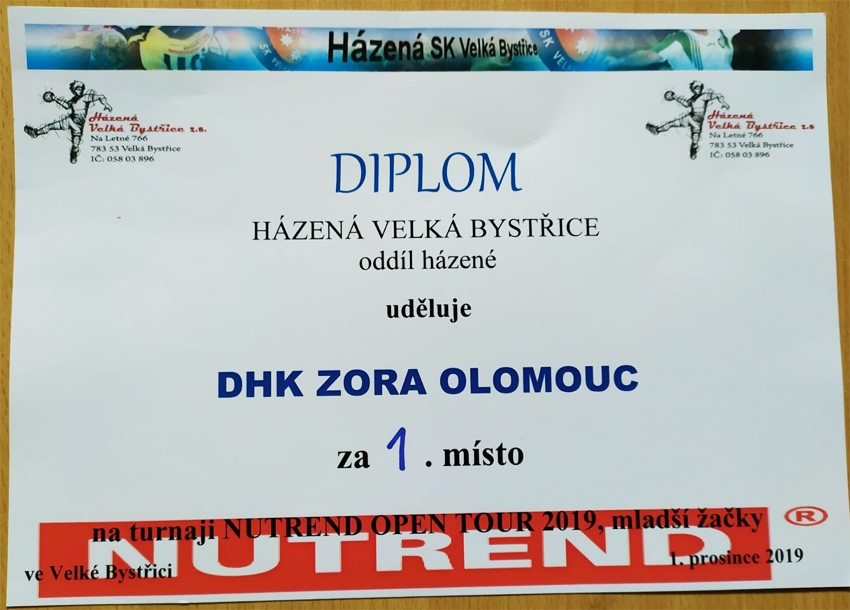 Házená SK Velká Bystřice
Házená
Velká Bystřice z.s.
Na Letné 766
783 53 Velká Bystřice
IČ: 058 03 896
Házená
Velká Bystřice z.s
Na Letné 766
783 53 Velká Bystřice
IČ: 058 03 896
DIPLOM
HÁZENÁ VELKÁ BYSTŘICE
oddíl házené
uděluje
DHK ZORA OLOMOUC
za 1. místo
na turnaji NUTREND OPEN TOUR 2019, mladší žačky
NUTREND®
ve Velké Bystřici
1. prosince 2019